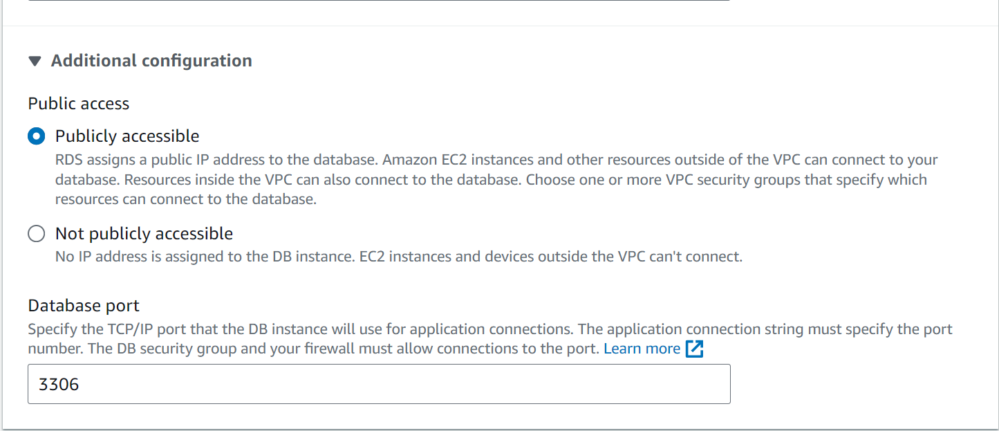 Additional configuration
Public access
Publicly accessible
RDS assigns a public IP address to the database. Amazon EC2 instances and other resources outside of the VPC can connect to your
database. Resources inside the VPC can also connect to the database. Choose one or more VPC security groups that specify which
resources can connect to the database.
Not publicly accessible
No IP address is assigned to the DB instance. EC2 instances and devices outside the VPC can't connect.
Database port
Specify the TCP/IP port that the DB instance will use for application connections. The application connection string must specify the port
number. The DB security group and your firewall must allow connections to the port. Learn more
3306